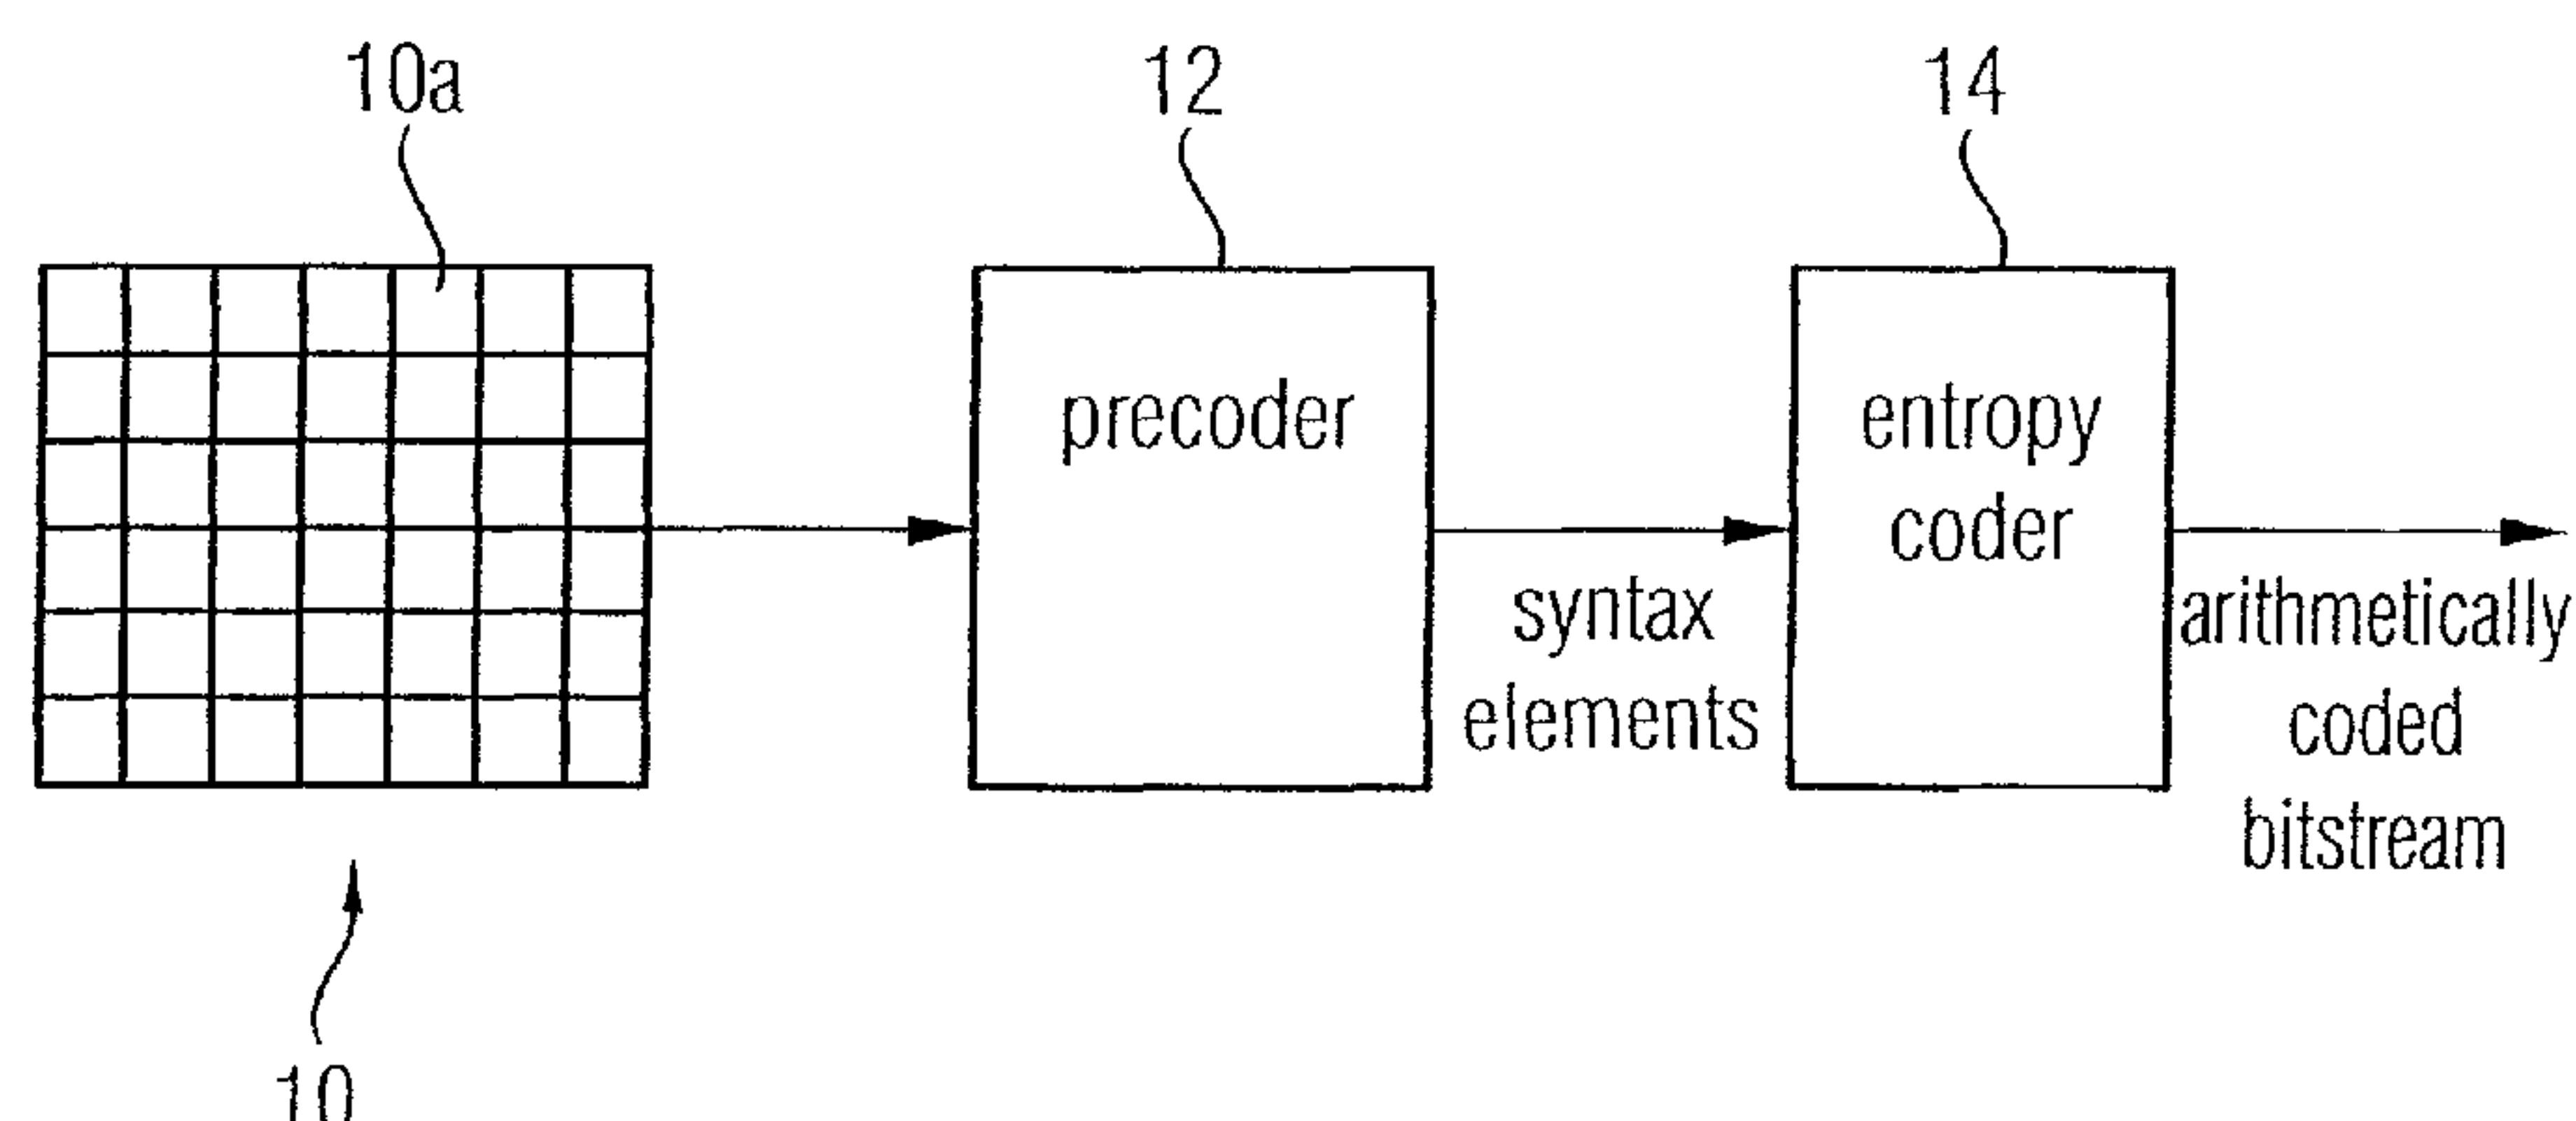 10a
12
14
precoder
entropy
coder
syntax
elements
arithmetically
coded
bitstream
10